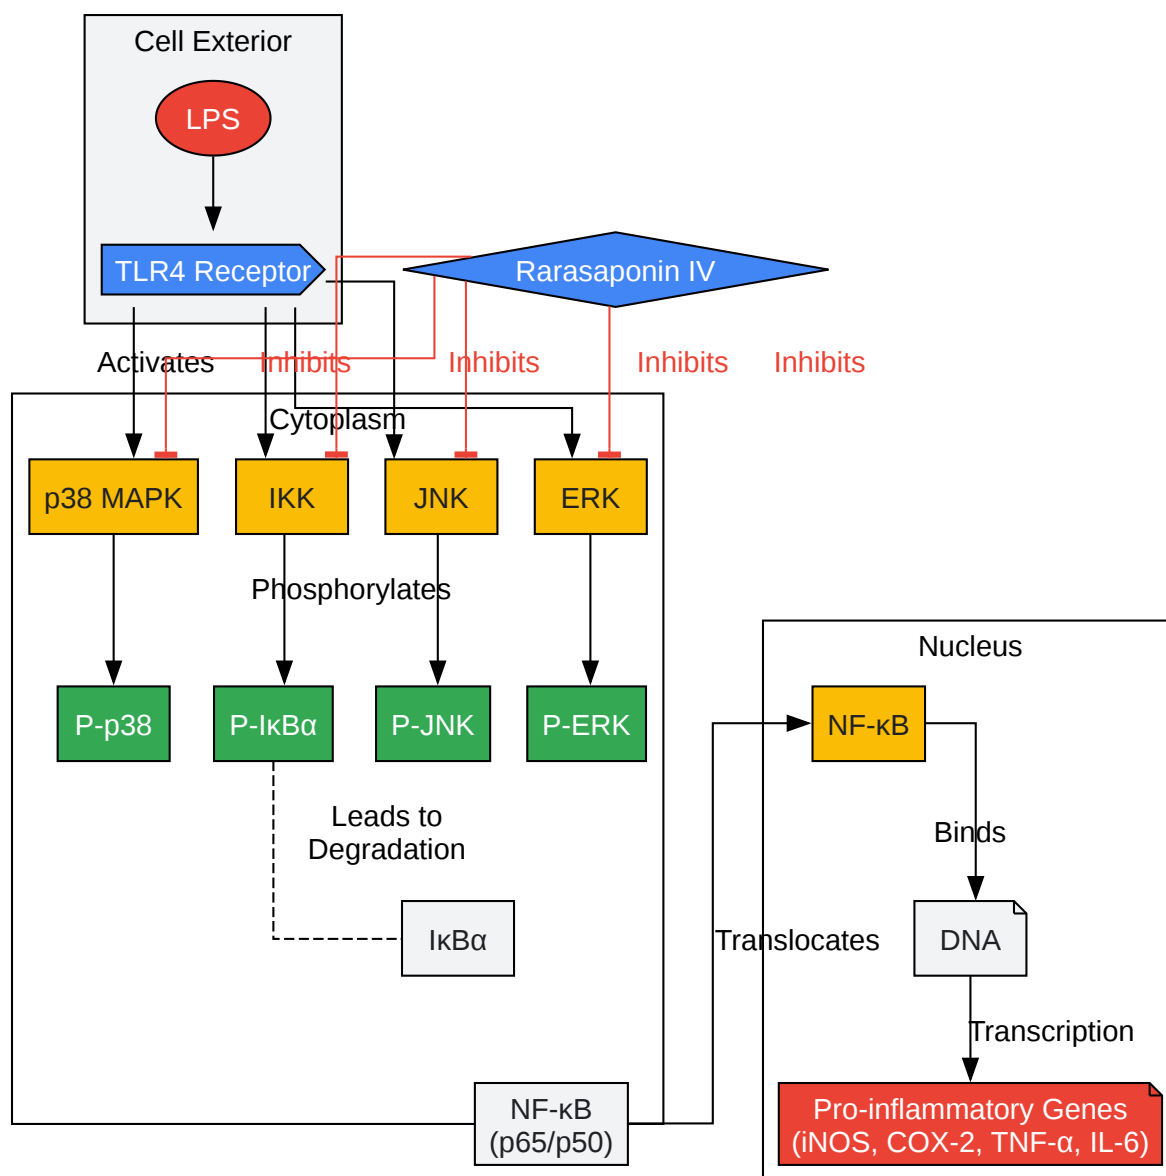 Cell Exterior
LPS
TLR4 Receptor
Rarasaponin IV
Activates
Inhibits
Inhibits
Inhibits
Inhibits
Cytoplasm
p38 MAPK
IKK
JNK
ERK
Phosphorylates
Nucleus
P-p38
P-IκBα
P-JNK
P-ERK
NF-κB
Leads to
Degradation
Binds
IκBα
Translocates
DNA
Transcription
NF-κB
(p65/p50)
Pro-inflammatory Genes
(iNOS, COX-2, TNF-α, IL-6)